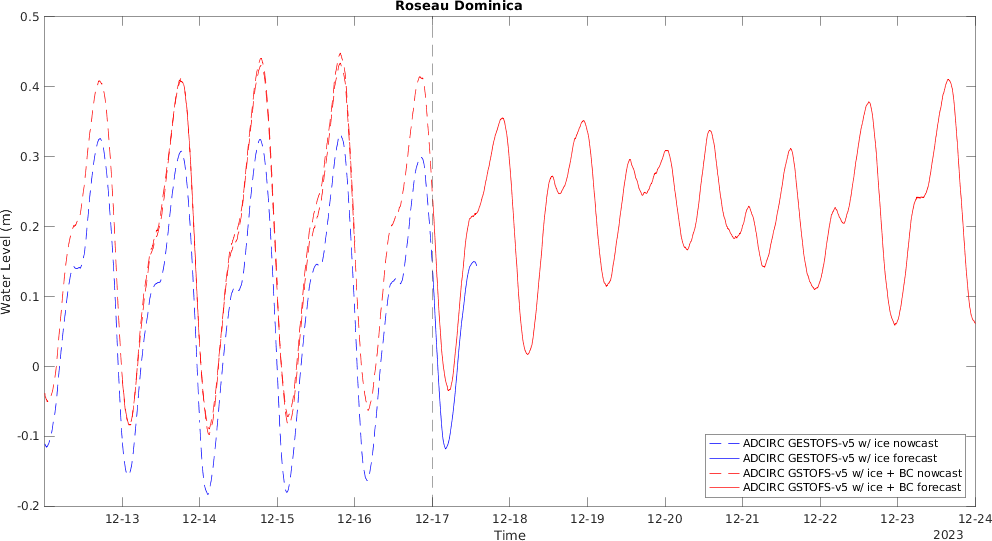 Roseau Dominica
0.5
0.4
0.3
0.2
0.1
0
-0.1
-0.2
Water Level (m)
ADCIRC GESTOFS-v5 w/ ice nowcast
ADCIRC GESTOFS-v5 w/ ice forecast
ADCIRC GSTOFS-v5 w/ ice + BC nowcast
ADCIRC GSTOFS-v5 w/ ice + BC forecast
12-13 12-14 12-15 12-16 12-17 12-18 12-19 12-20 12-21 12-22 12-23 12-24
Time
2023